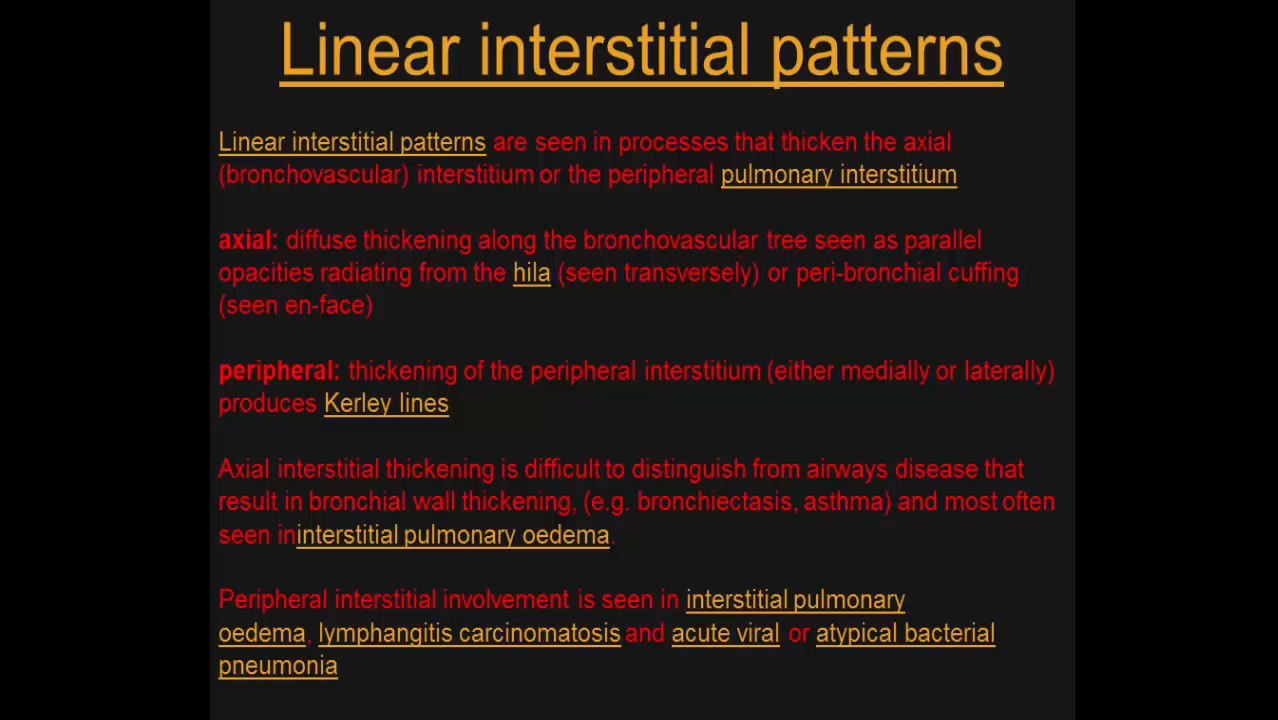 Linear interstitial patterns
Linear interstitial patterns are seen in processes that thicken the axial
(bronchovascular) interstitium or the peripheral pulmonary interstitium
axial: diffuse thickening along the bronchovascular tree seen as parallel
opacities radiating from the hila (seen transversely) or peri-bronchial cuffing
(seen en-face)
peripheral: thickening of the peripheral interstitium (either medially or laterally)
produces Kerley lines
Axial interstitial thickening is difficult to distinguish from airways disease that
result in bronchial wall thickening, (e.g. bronchiectasis, asthma) and most often
seen ininterstitial pulmonary oedema.
Peripheral interstitial involvement is seen in interstitial pulmonary
oedema, lymphangitis carcinomatosis and acute viral or atypical bacterial
pneumonia